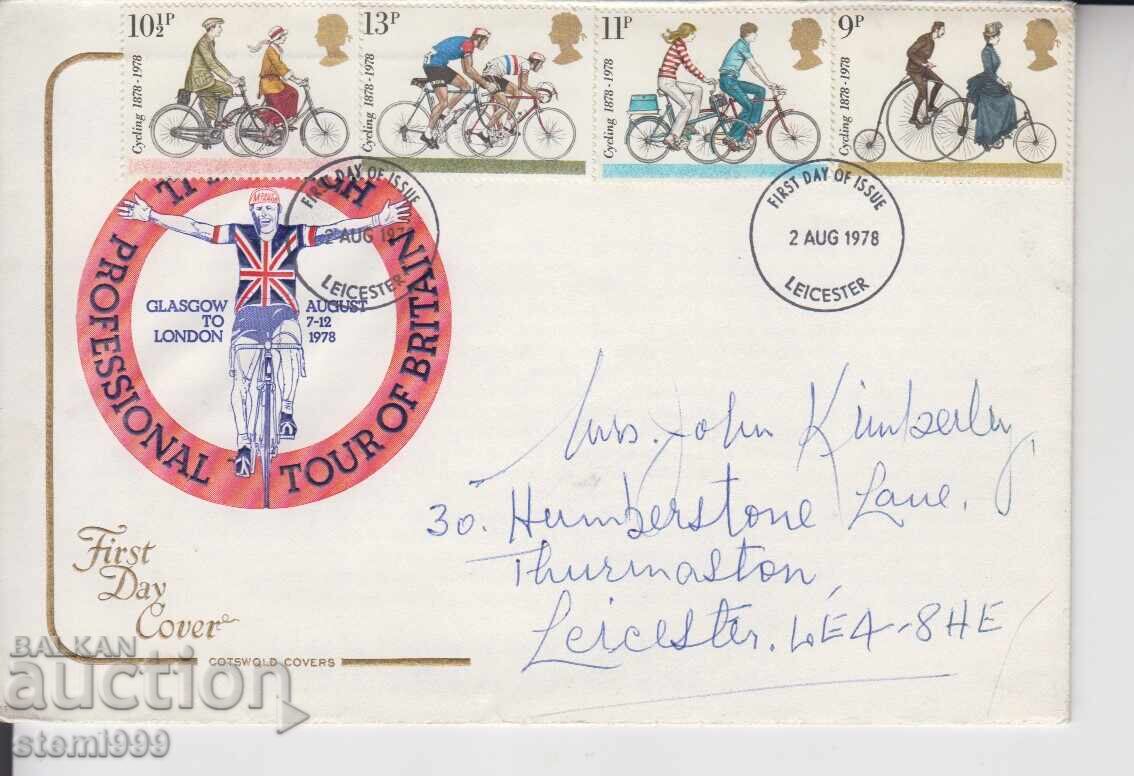 10½P
Cycling 1878-1978
13P
Cycling 1878-1978
11P
Cycling 1878-1978
9P
Cycling 1878-1978
FIRST DAY OF ISSUE
2 AUG 197
LEICESTER
FIRST DAY OF ISSUE
2 AUG 1978
LEICESTER
PROFESSIONAL TOUR OF BRITAIN
GLASGOW
TO
LONDON
AUGUST
7-12
1978
Mrs. John Kimberley,
30. Humberstone Lane,
Thurmaston,
Leicester. LE4-8HE
First
Day
Cover
COTSWOLD COVERS
BALKAN
auction
stemi999